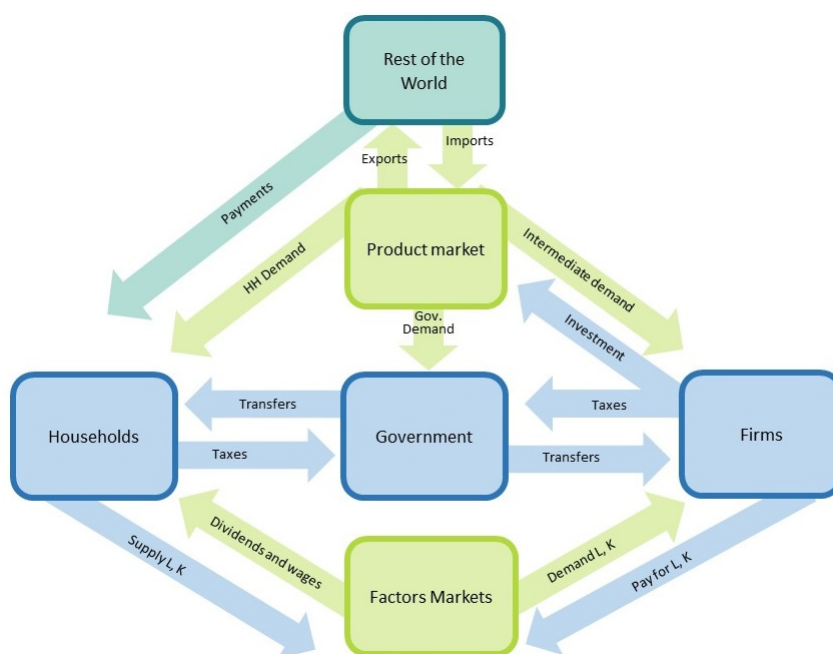 Rest of the
World
Imports
Exports
Payments
Product market
HH Demand
Intermediate demand
Gov.
Demand
Investment
Households
Transfers
Taxes
Government
Taxes
Transfers
Firms
Supply L, K
Dividends and wages
Factors Markets
Demand L, K
Pay for L, K